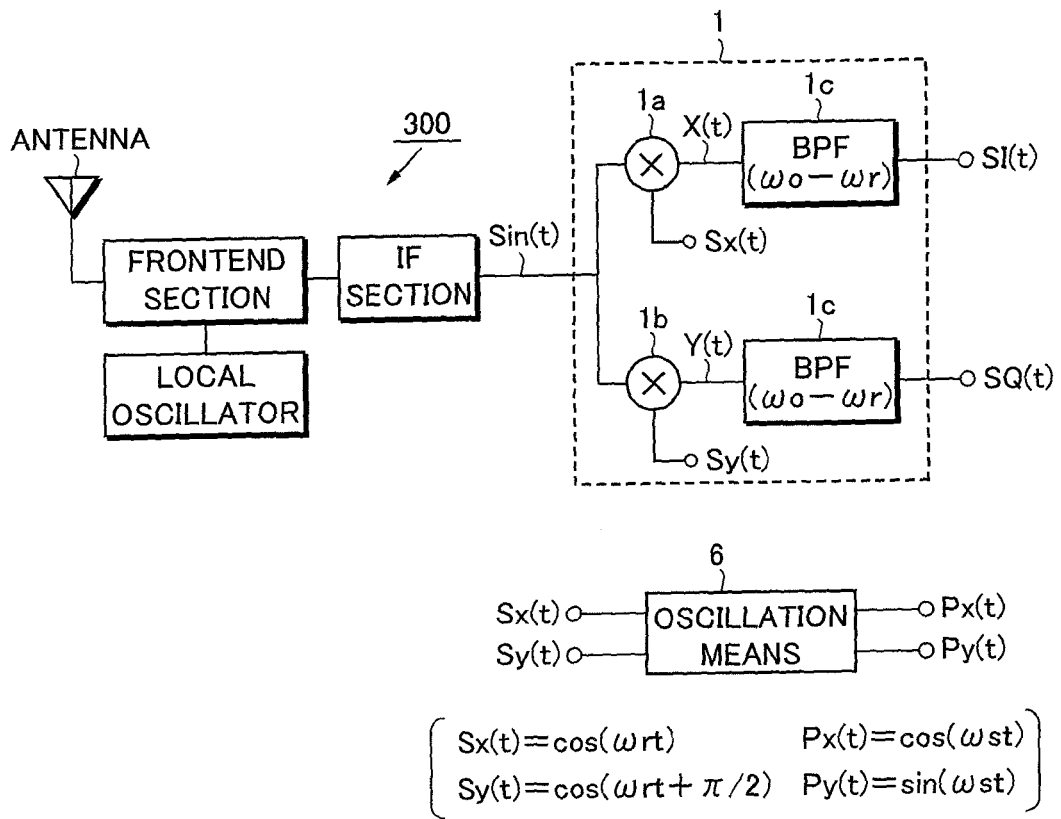 1
1a
X(t)
1c
BPF
(ωo−ωr)
SI(t)
ANTENNA
300
Sx(t)
Sin(t)
FRONTEND
SECTION
IF
SECTION
1b
Y(t)
1c
BPF
(ωo−ωr)
SQ(t)
LOCAL
OSCILLATOR
Sy(t)
6
Sx(t)
Sy(t)
OSCILLATION
MEANS
Px(t)
Py(t)
Sx(t)=cos(ωrt) Px(t)=cos(ωst)
Sy(t)=cos(ωrt+π/2) Py(t)=sin(ωst)